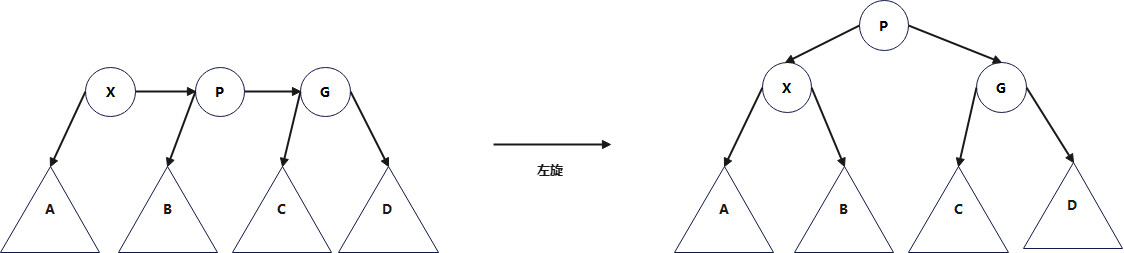 P
X P G
X G
左旋
A B C D
A B C D